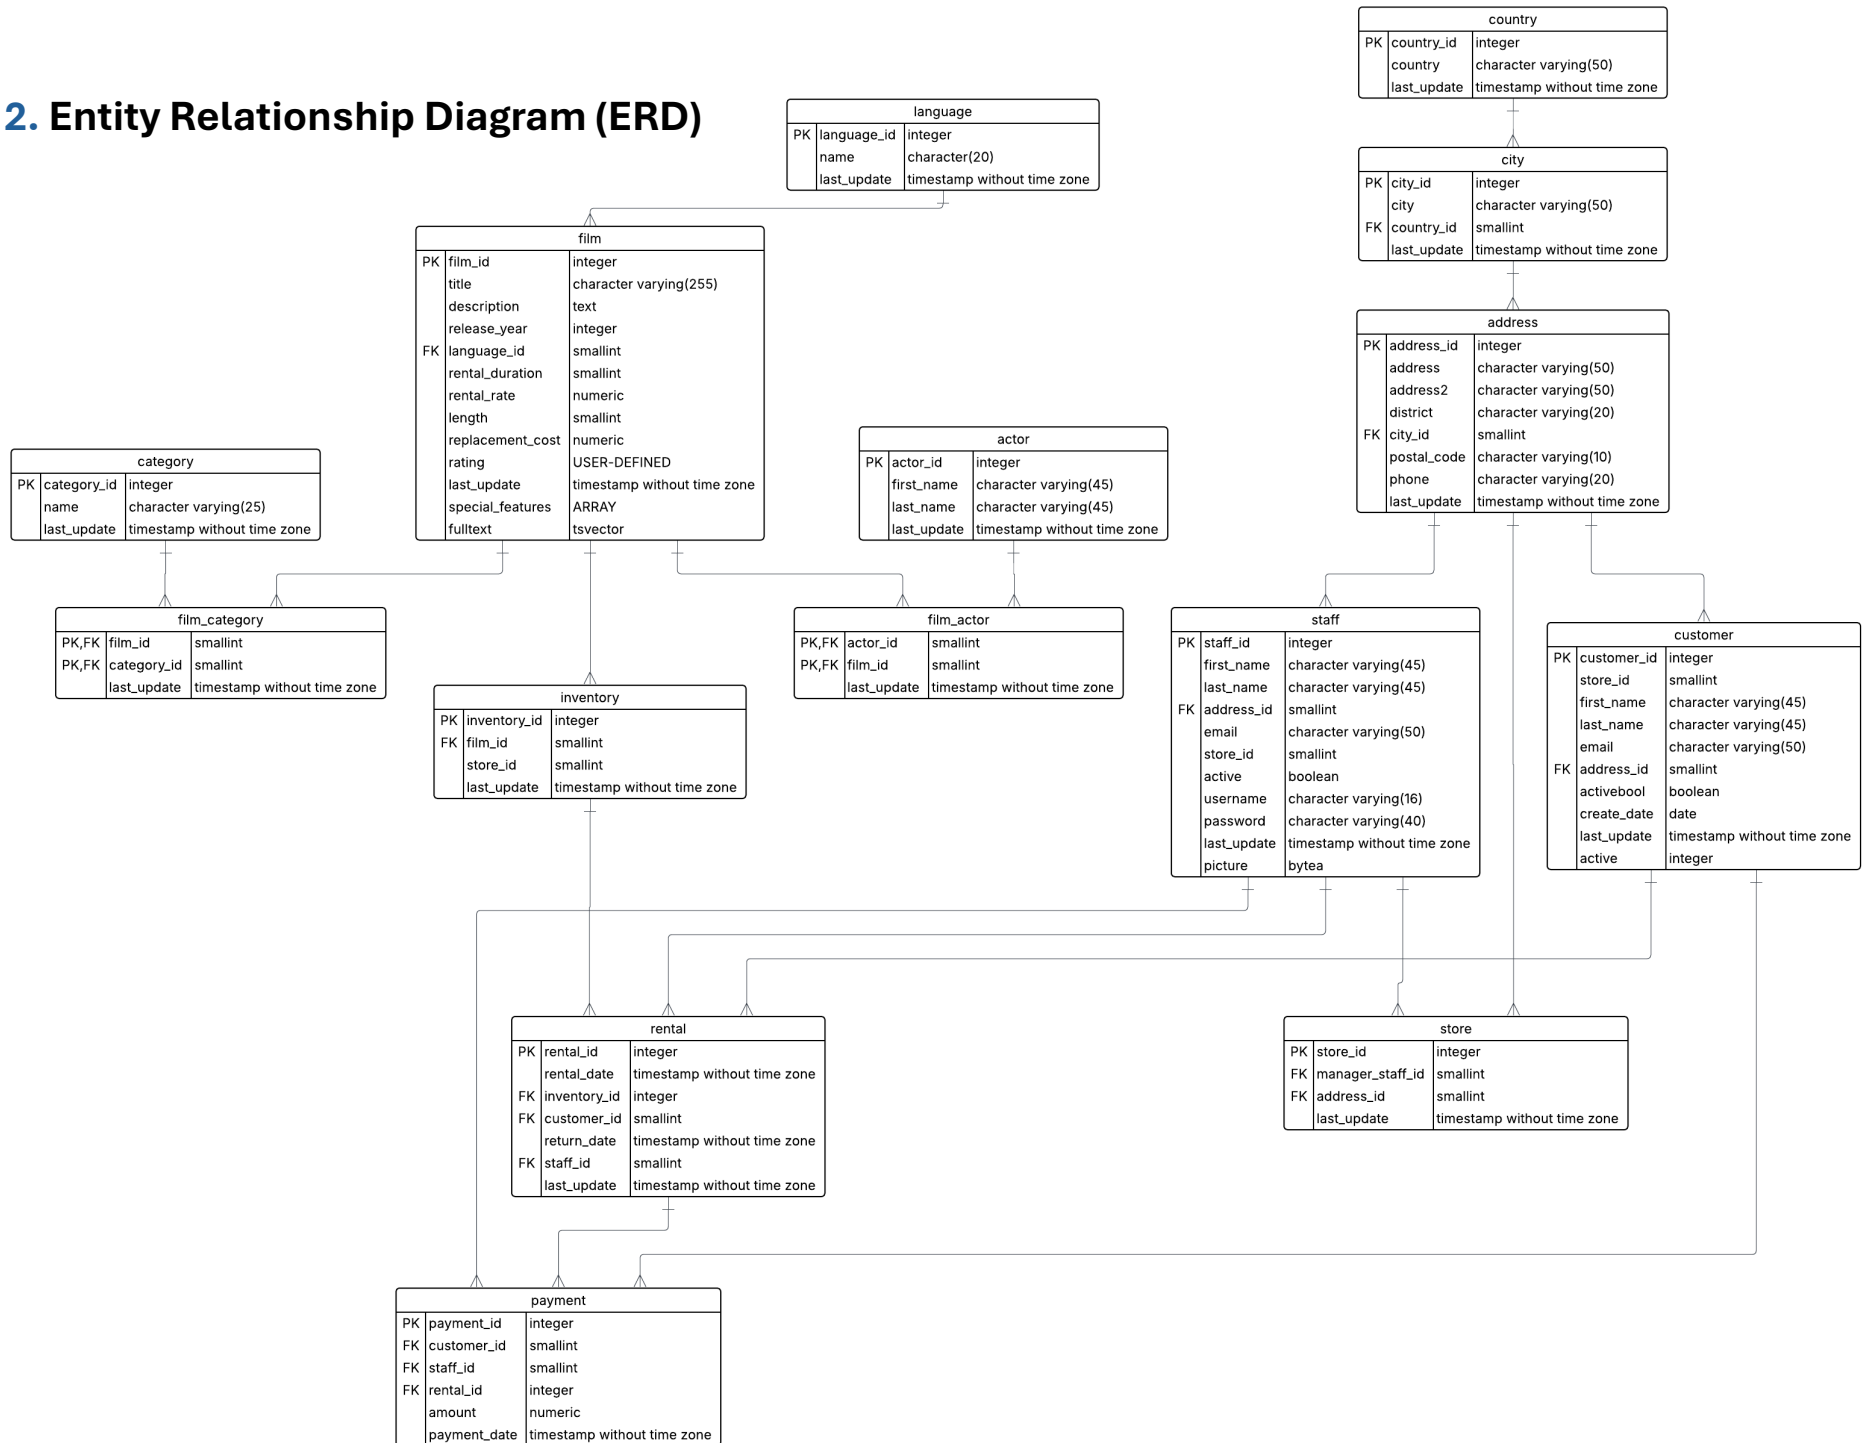 2. Entity Relationship Diagram (ERD)
country
PK country_id integer
country character varying(50)
last_update timestamp without time zone
language
PK language_id integer
name character(20)
last_update timestamp without time zone
city
PK city_id integer
city character varying(50)
FK country_id smallint
last_update timestamp without time zone
film
PK film_id integer
title character varying(255)
description text
release_year integer
FK language_id smallint
rental_duration smallint
rental_rate numeric
length smallint
replacement_cost numeric
rating USER-DEFINED
last_update timestamp without time zone
special_features ARRAY
fulltext tsvector
address
PK address_id integer
address character varying(50)
address2 character varying(50)
district character varying(20)
FK city_id smallint
postal_code character varying(10)
phone character varying(20)
last_update timestamp without time zone
category
PK category_id integer
name character varying(25)
last_update timestamp without time zone
actor
PK actor_id integer
first_name character varying(45)
last_name character varying(45)
last_update timestamp without time zone
film_category
PK,FK film_id smallint
PK,FK category_id smallint
last_update timestamp without time zone
film_actor
PK,FK actor_id smallint
PK,FK film_id smallint
last_update timestamp without time zone
staff
PK staff_id integer
first_name character varying(45)
last_name character varying(45)
FK address_id smallint
email character varying(50)
store_id smallint
active boolean
username character varying(16)
password character varying(40)
last_update timestamp without time zone
picture bytea
customer
PK customer_id integer
store_id smallint
first_name character varying(45)
last_name character varying(45)
email character varying(50)
FK address_id smallint
activebool boolean
create_date date
last_update timestamp without time zone
active integer
inventory
PK inventory_id integer
FK film_id smallint
store_id smallint
last_update timestamp without time zone
rental
PK rental_id integer
rental_date timestamp without time zone
FK inventory_id integer
FK customer_id smallint
return_date timestamp without time zone
FK staff_id smallint
last_update timestamp without time zone
store
PK store_id integer
FK manager_staff_id smallint
FK address_id smallint
last_update timestamp without time zone
payment
PK payment_id integer
FK customer_id smallint
FK staff_id smallint
FK rental_id integer
amount numeric
payment_date timestamp without time zone